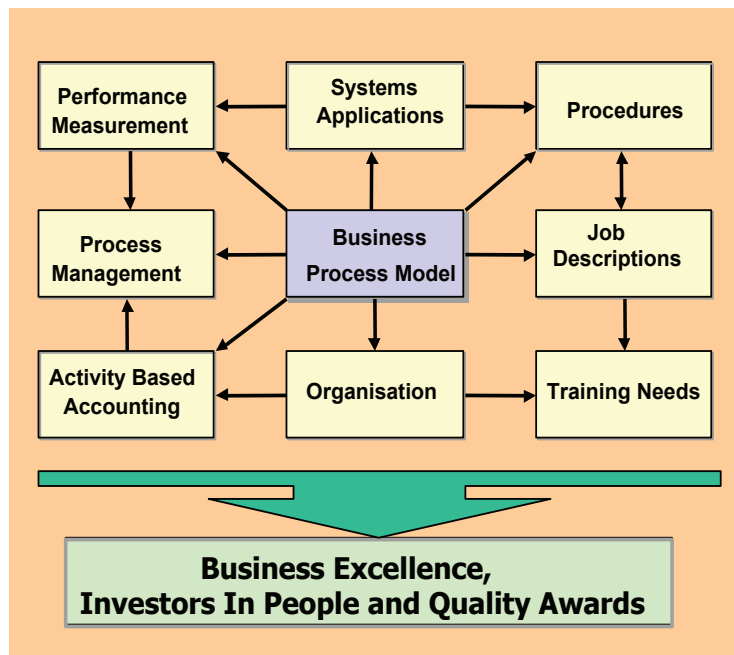 Performance
Measurement
Systems
Applications
Procedures
Process
Management
Business
Process Model
Job
Descriptions
Activity Based
Accounting
Organisation
Training Needs
Business Excellence,
Investors In People and Quality Awards